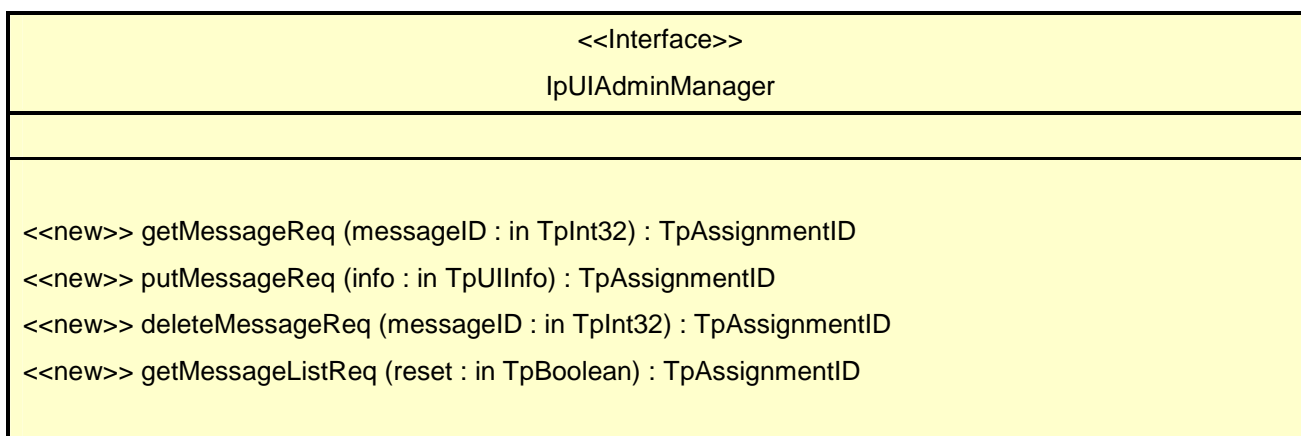 <<Interface>>
IpUIAdminManager
<<new>> getMessageReq (messageID : in TpInt32) : TpAssignmentID
<<new>> putMessageReq (info : in TpUIInfo) : TpAssignmentID
<<new>> deleteMessageReq (messageID : in TpInt32) : TpAssignmentID
<<new>> getMessageListReq (reset : in TpBoolean) : TpAssignmentID